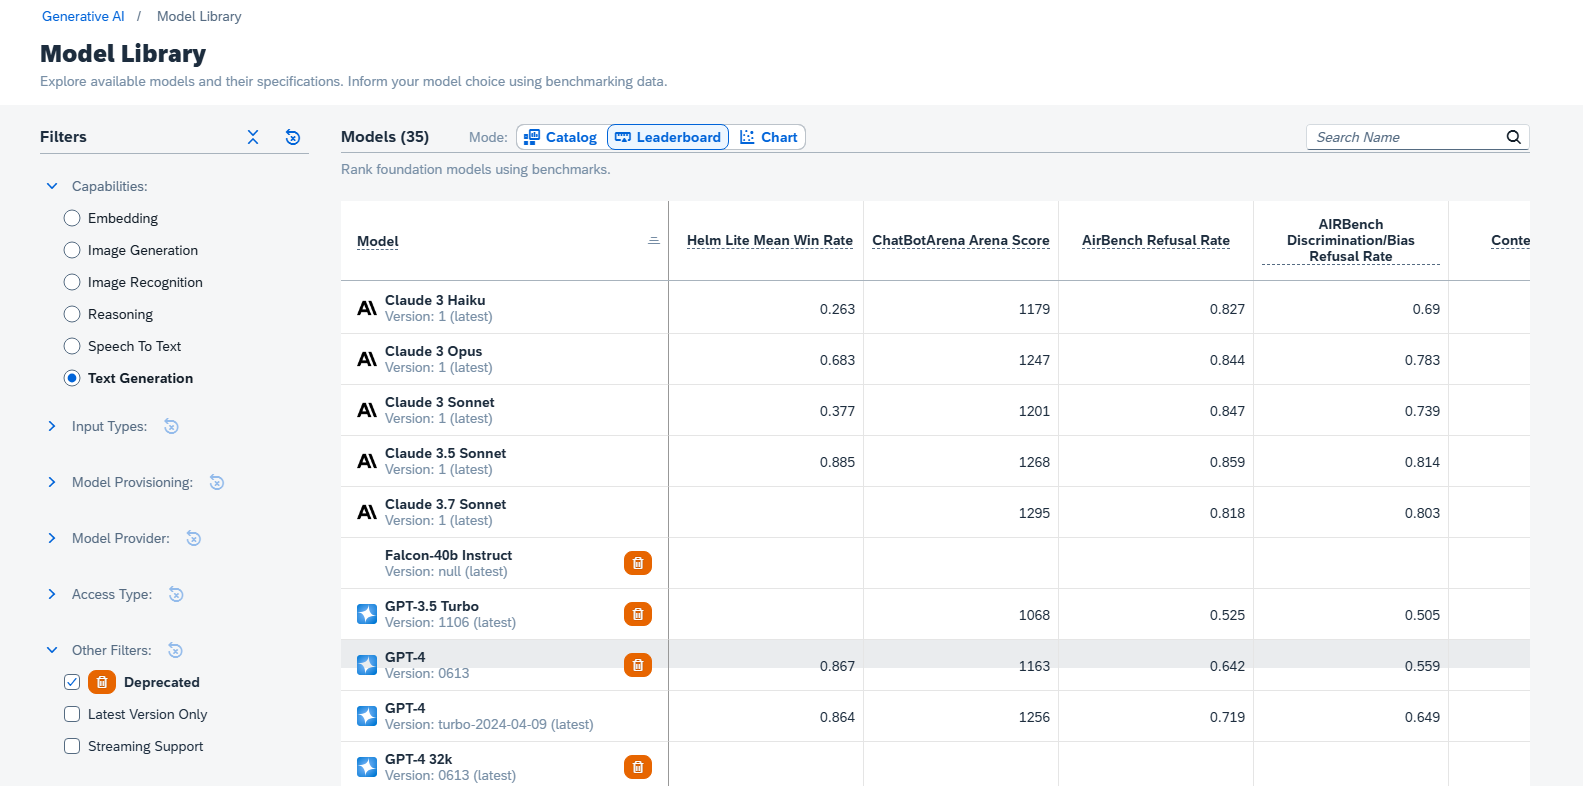 Generative AI / Model Library
Model Library
Explore available models and their specifications. Inform your model choice using benchmarking data.
Filters
Capabilities:
Embedding
Image Generation
Image Recognition
Reasoning
Speech To Text
Text Generation
Input Types:
Model Provisioning:
Model Provider:
Access Type:
Other Filters:
Deprecated
Latest Version Only
Streaming Support
Models (35) Mode: Catalog Leaderboard Chart Search Name
Rank foundation models using benchmarks.
Model Helm Lite Mean Win Rate ChatBotArena Arena Score AirBench Refusal Rate AIRBench Discrimination/Bias Refusal Rate Conte
Claude 3 Haiku
Version: 1 (latest)
0.263 1179 0.827 0.69
Claude 3 Opus
Version: 1 (latest)
0.683 1247 0.844 0.783
Claude 3 Sonnet
Version: 1 (latest)
0.377 1201 0.847 0.739
Claude 3.5 Sonnet
Version: 1 (latest)
0.885 1268 0.859 0.814
Claude 3.7 Sonnet
Version: 1 (latest)
1295 0.818 0.803
Falcon-40b Instruct
Version: null (latest)
GPT-3.5 Turbo
Version: 1106 (latest)
1068 0.525 0.505
GPT-4
Version: 0613
0.867 1163 0.642 0.559
GPT-4
Version: turbo-2024-04-09 (latest)
0.864 1256 0.719 0.649
GPT-4 32k
Version: 0613 (latest)